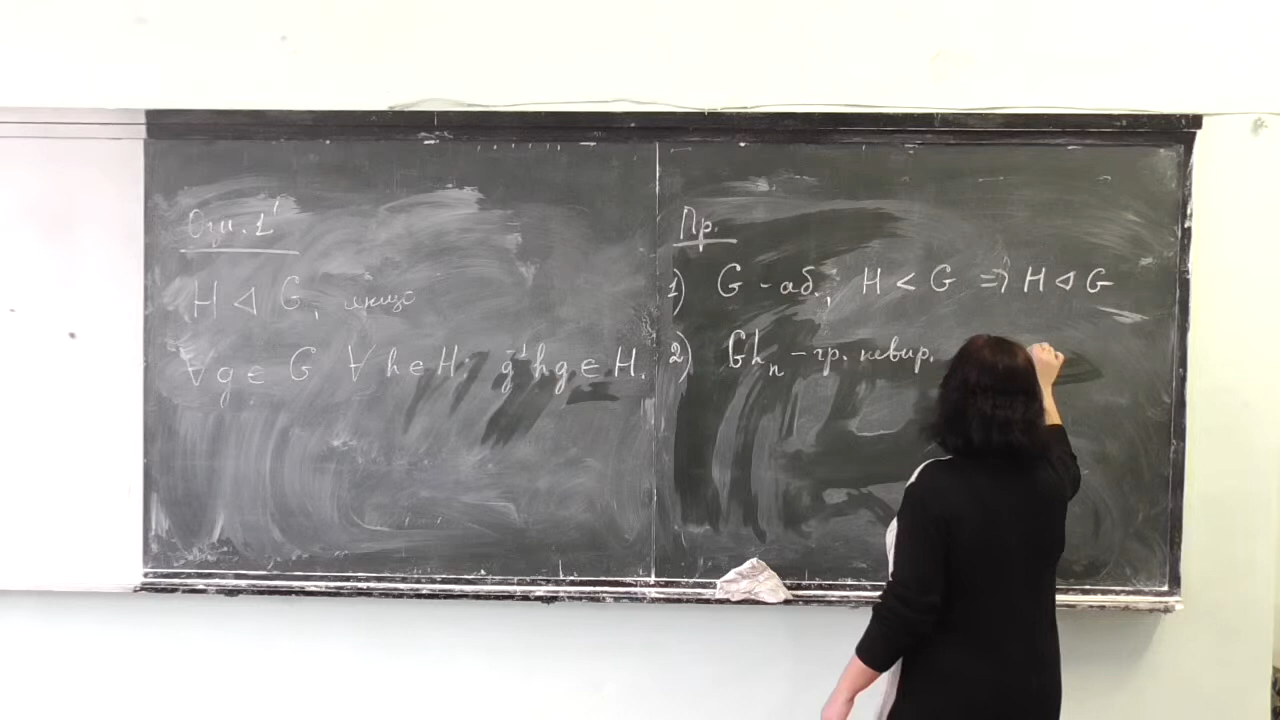 Озн. 1'
H ⊲ G, якщо
∀ g ∈ G ∀ h ∈ H: g⁻¹hg ∈ H.
Пр.
1) G - аб., H < G ⇒ H ⊲ G
2) GLₙ - гр. невир.